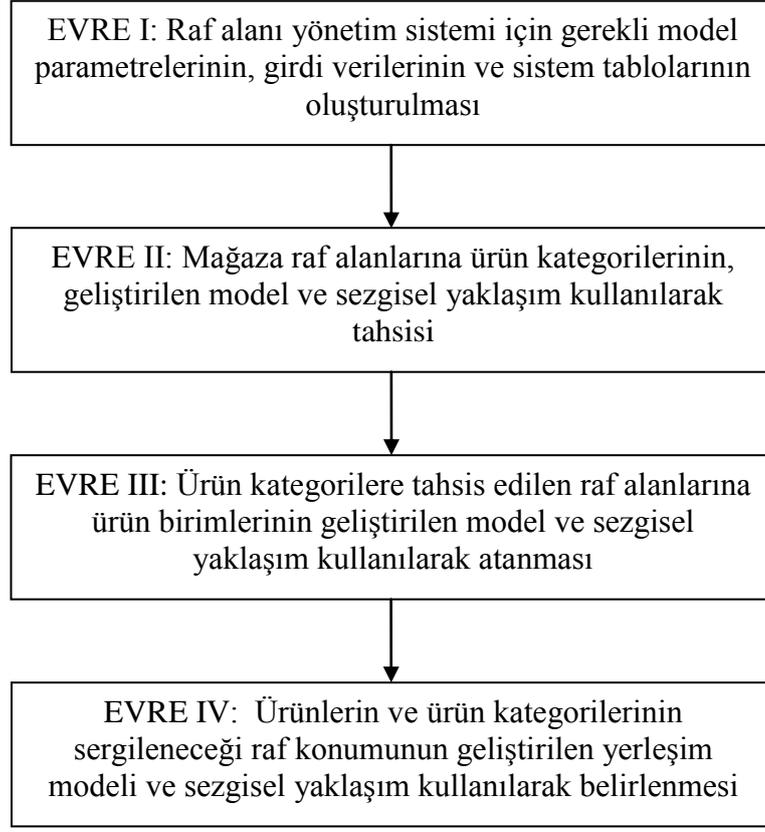 EVRE I: Raf alanı yönetim sistemi için gerekli model
parametrelerinin, girdi verilerinin ve sistem tablolarının
oluşturulması
EVRE II: Mağaza raf alanlarına ürün kategorilerinin,
geliştirilen model ve sezgisel yaklaşım kullanılarak
tahsisi
EVRE III: Ürün kategorilere tahsis edilen raf alanlarına
ürün birimlerinin geliştirilen model ve sezgisel
yaklaşım kullanılarak atanması
EVRE IV: Ürünlerin ve ürün kategorilerinin
sergileneceği raf konumunun geliştirilen yerleşim
modeli ve sezgisel yaklaşım kullanılarak belirlenmesi